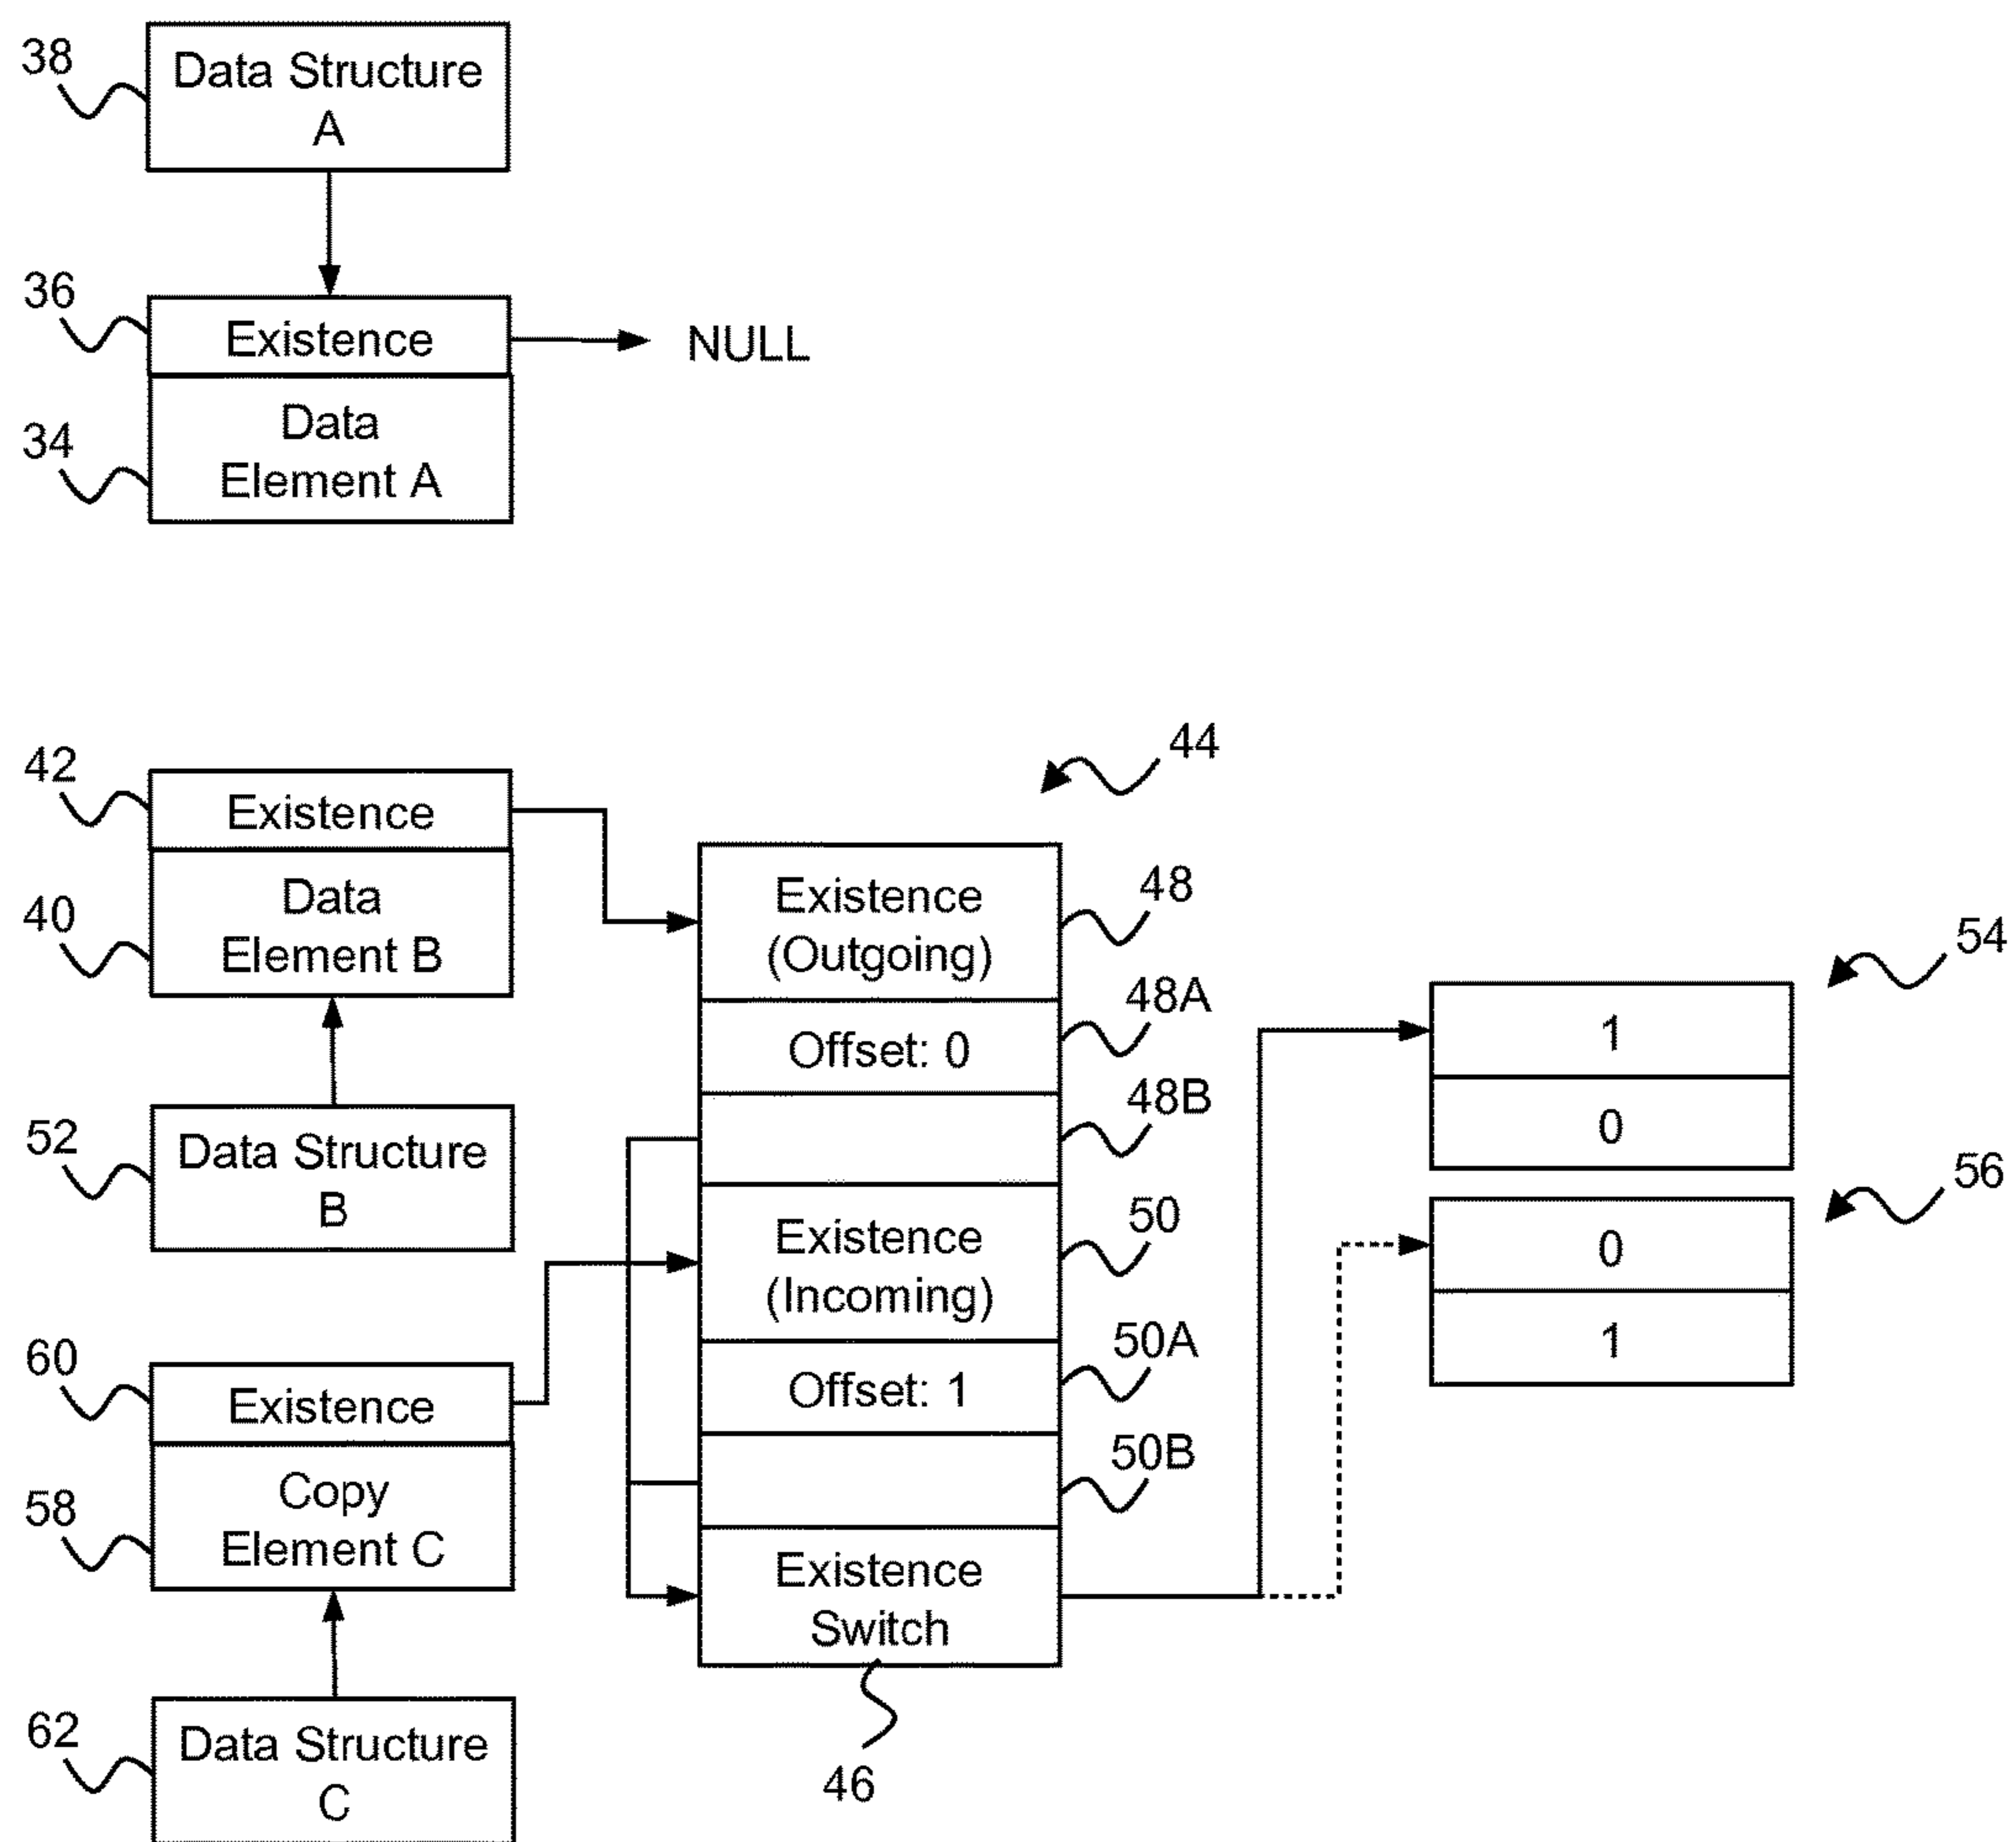 38
Data Structure
A
36
Existence
NULL
34
Data
Element A
42
Existence
40
Data
Element B
52
Data Structure
B
60
Existence
58
Copy
Element C
62
Data Structure
C
44
Existence
(Outgoing)
48
Offset: 0
48A
48B
Existence
(Incoming)
50
Offset: 1
50A
50B
Existence
Switch
46
54
1
0
56
0
1